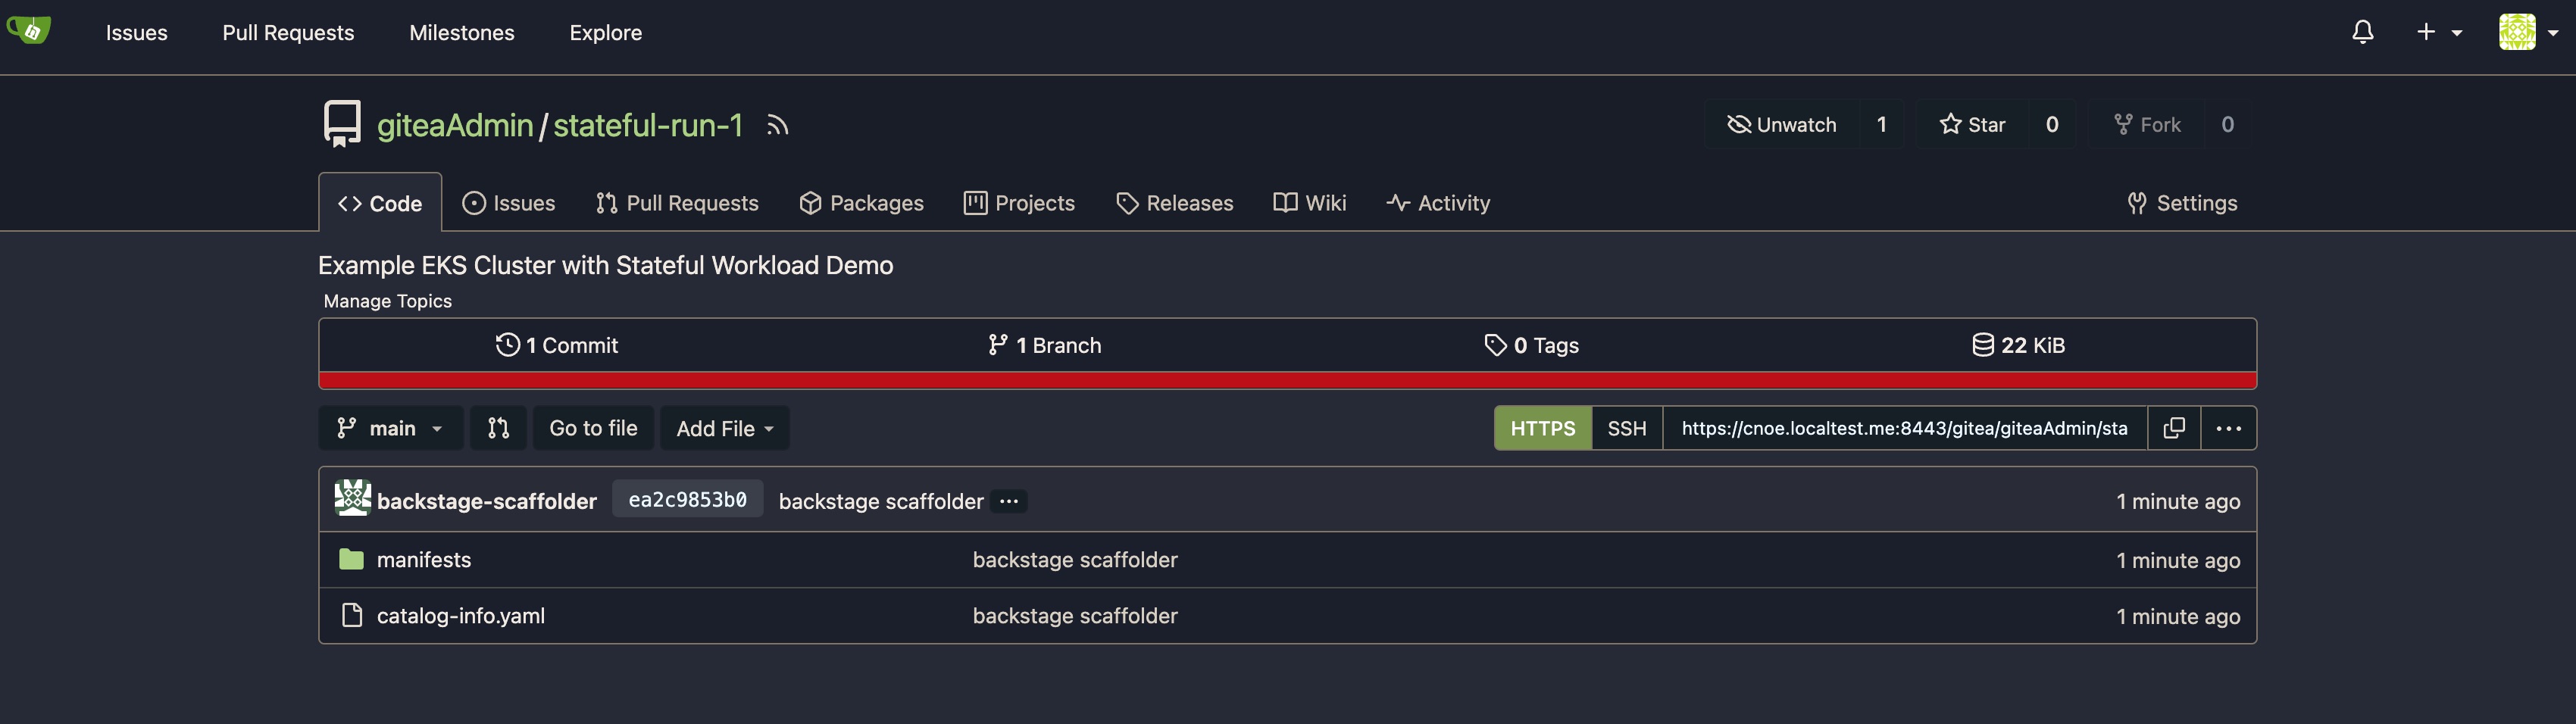 Issues Pull Requests Milestones Explore
giteaAdmin/stateful-run-1 Unwatch 1 Star 0 Fork 0
Code Issues Pull Requests Packages Projects Releases Wiki Activity Settings
Example EKS Cluster with Stateful Workload Demo
Manage Topics
1 Commit 1 Branch 0 Tags 22 KiB
main Go to file Add File HTTPS SSH https://cnoe.localtest.me:8443/gitea/giteaAdmin/sta
backstage-scaffolder ea2c9853b0 backstage scaffolder ... 1 minute ago
manifests backstage scaffolder 1 minute ago
catalog-info.yaml backstage scaffolder 1 minute ago